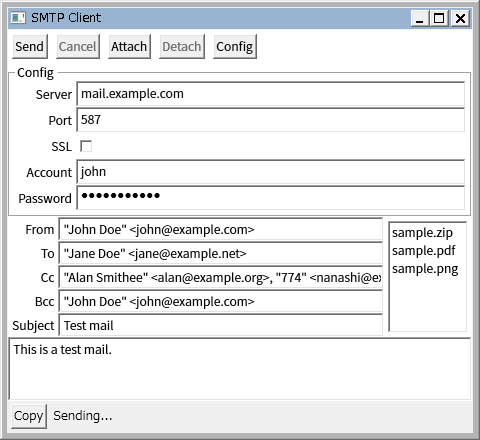 SMTP Client
Send Cancel Attach Detach Config
Config
Server mail.example.com
Port 587
SSL
Account john
Password •••••••••••
From "John Doe" <john@example.com>
To "Jane Doe" <jane@example.net>
Cc "Alan Smithee" <alan@example.org>, "774" <nanashi@ex
Bcc "John Doe" <john@example.com>
Subject Test mail
sample.zip
sample.pdf
sample.png
This is a test mail.
Copy Sending...